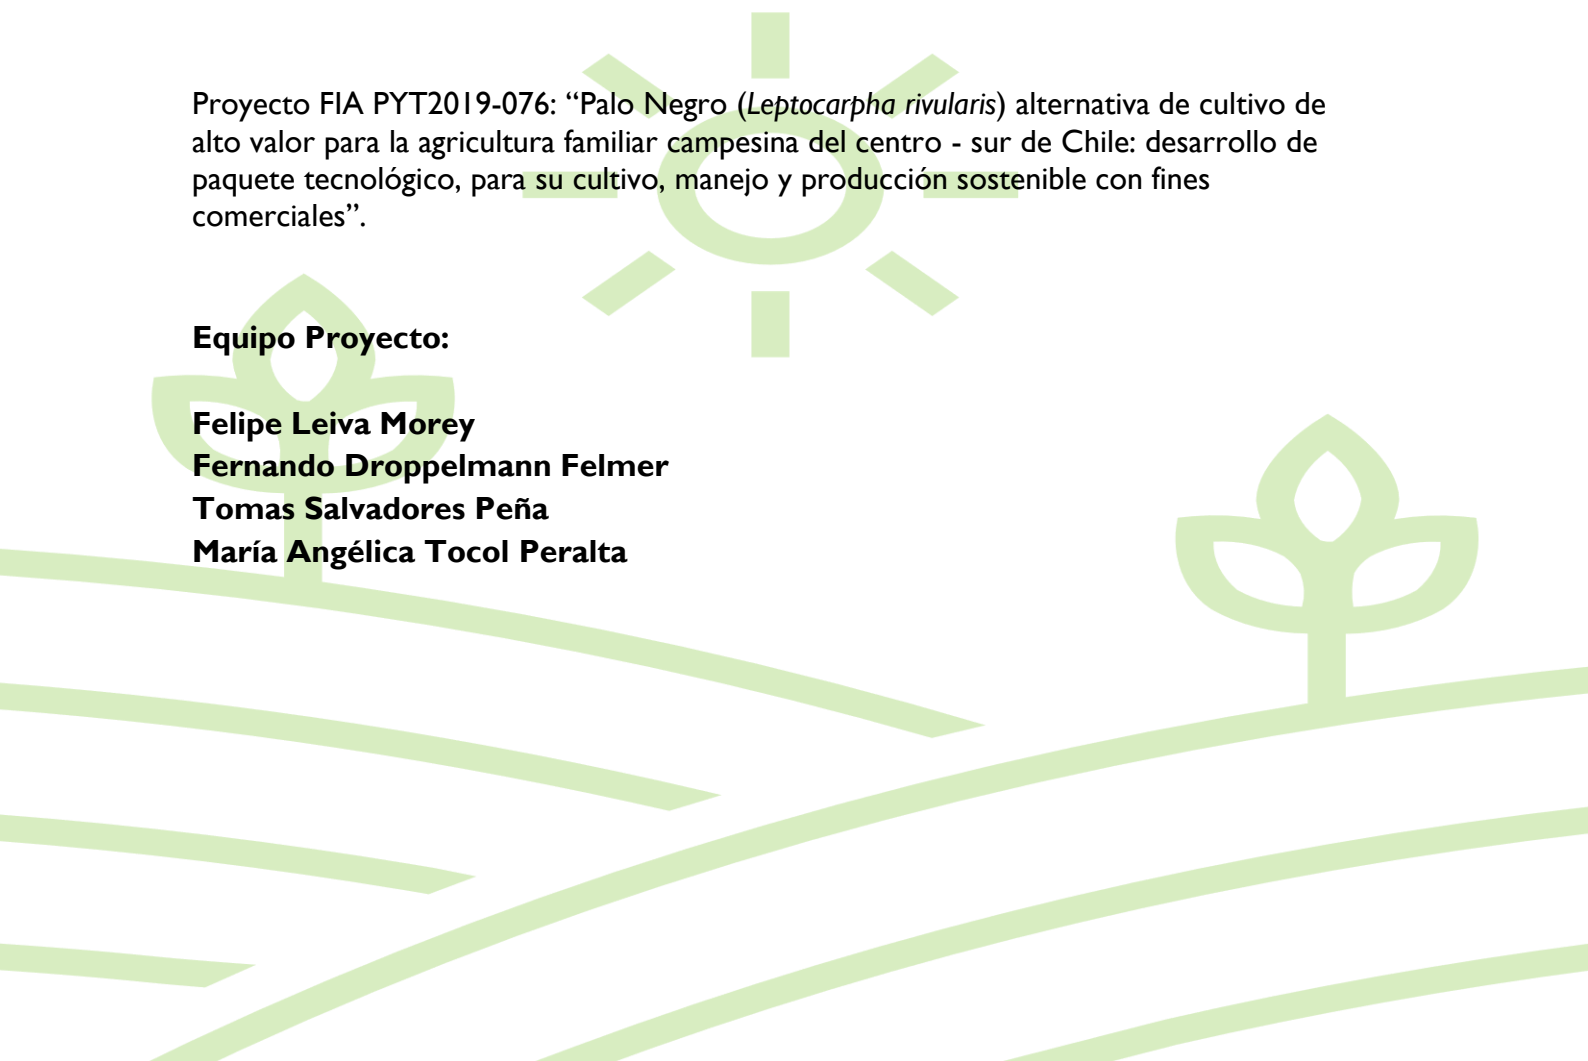 Proyecto FIA PYT2019-076: “Palo Negro (Leptocarpha rivularis) alternativa de cultivo de
alto valor para la agricultura familiar campesina del centro - sur de Chile: desarrollo de
paquete tecnológico, para su cultivo, manejo y producción sostenible con fines
comerciales”.
Equipo Proyecto:
Felipe Leiva Morey
Fernando Droppelmann Felmer
Tomas Salvadores Peña
María Angélica Tocol Peralta